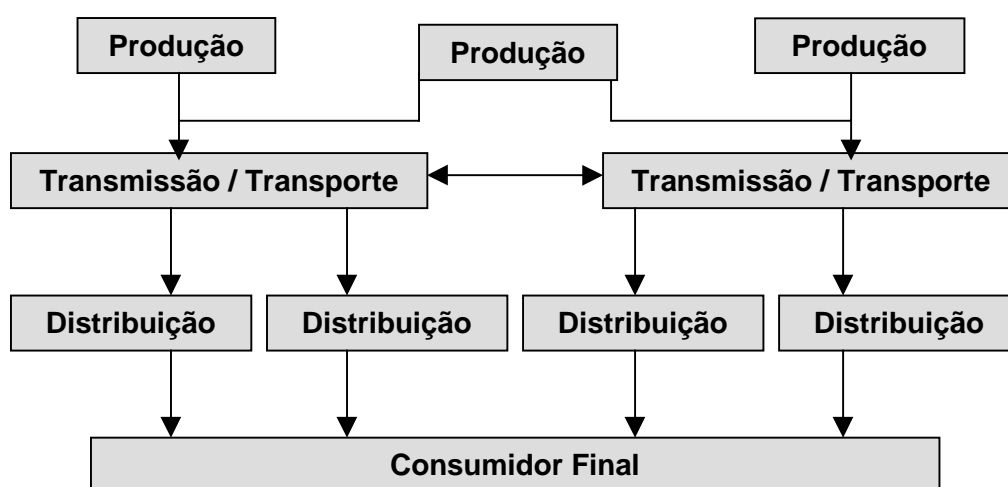 Produção
Produção
Produção
Transmissão / Transporte
Transmissão / Transporte
Distribuição
Distribuição
Distribuição
Distribuição
Consumidor Final